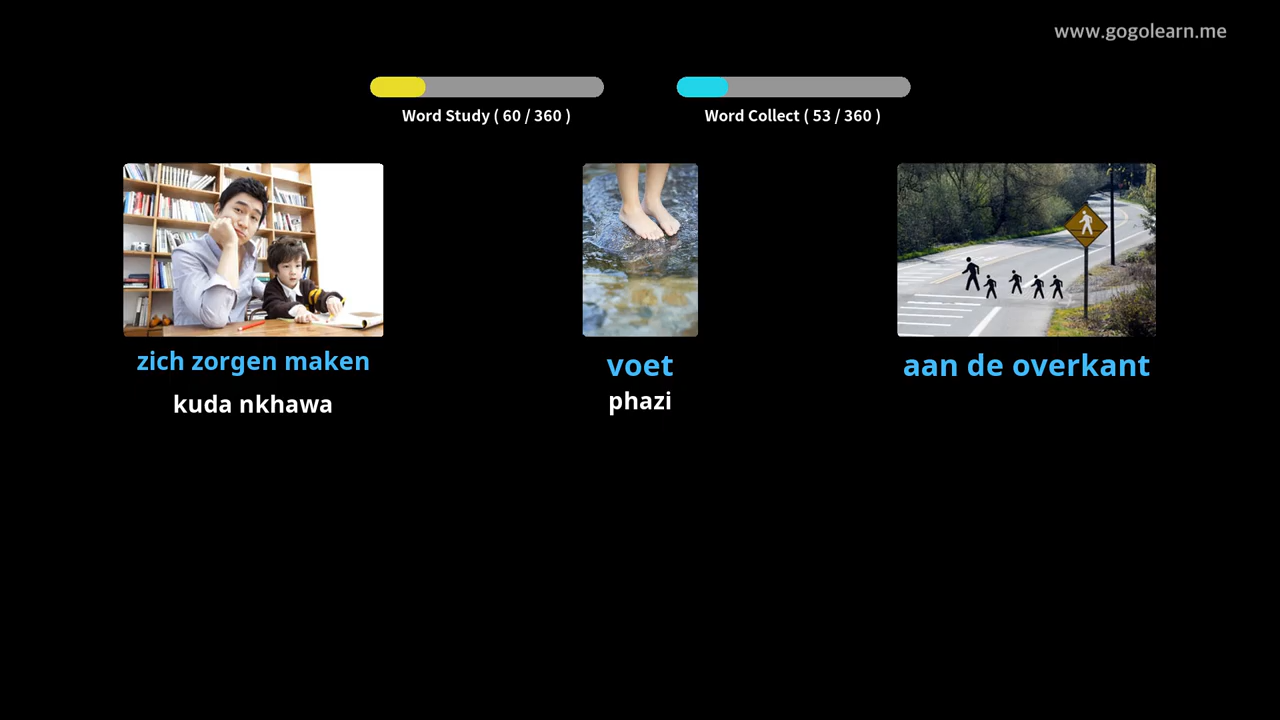 www.gogolearn.me
Word Study ( 60 / 360 )
Word Collect ( 53 / 360 )
zich zorgen maken
kuda nkhawa
voet
phazi
aan de overkant